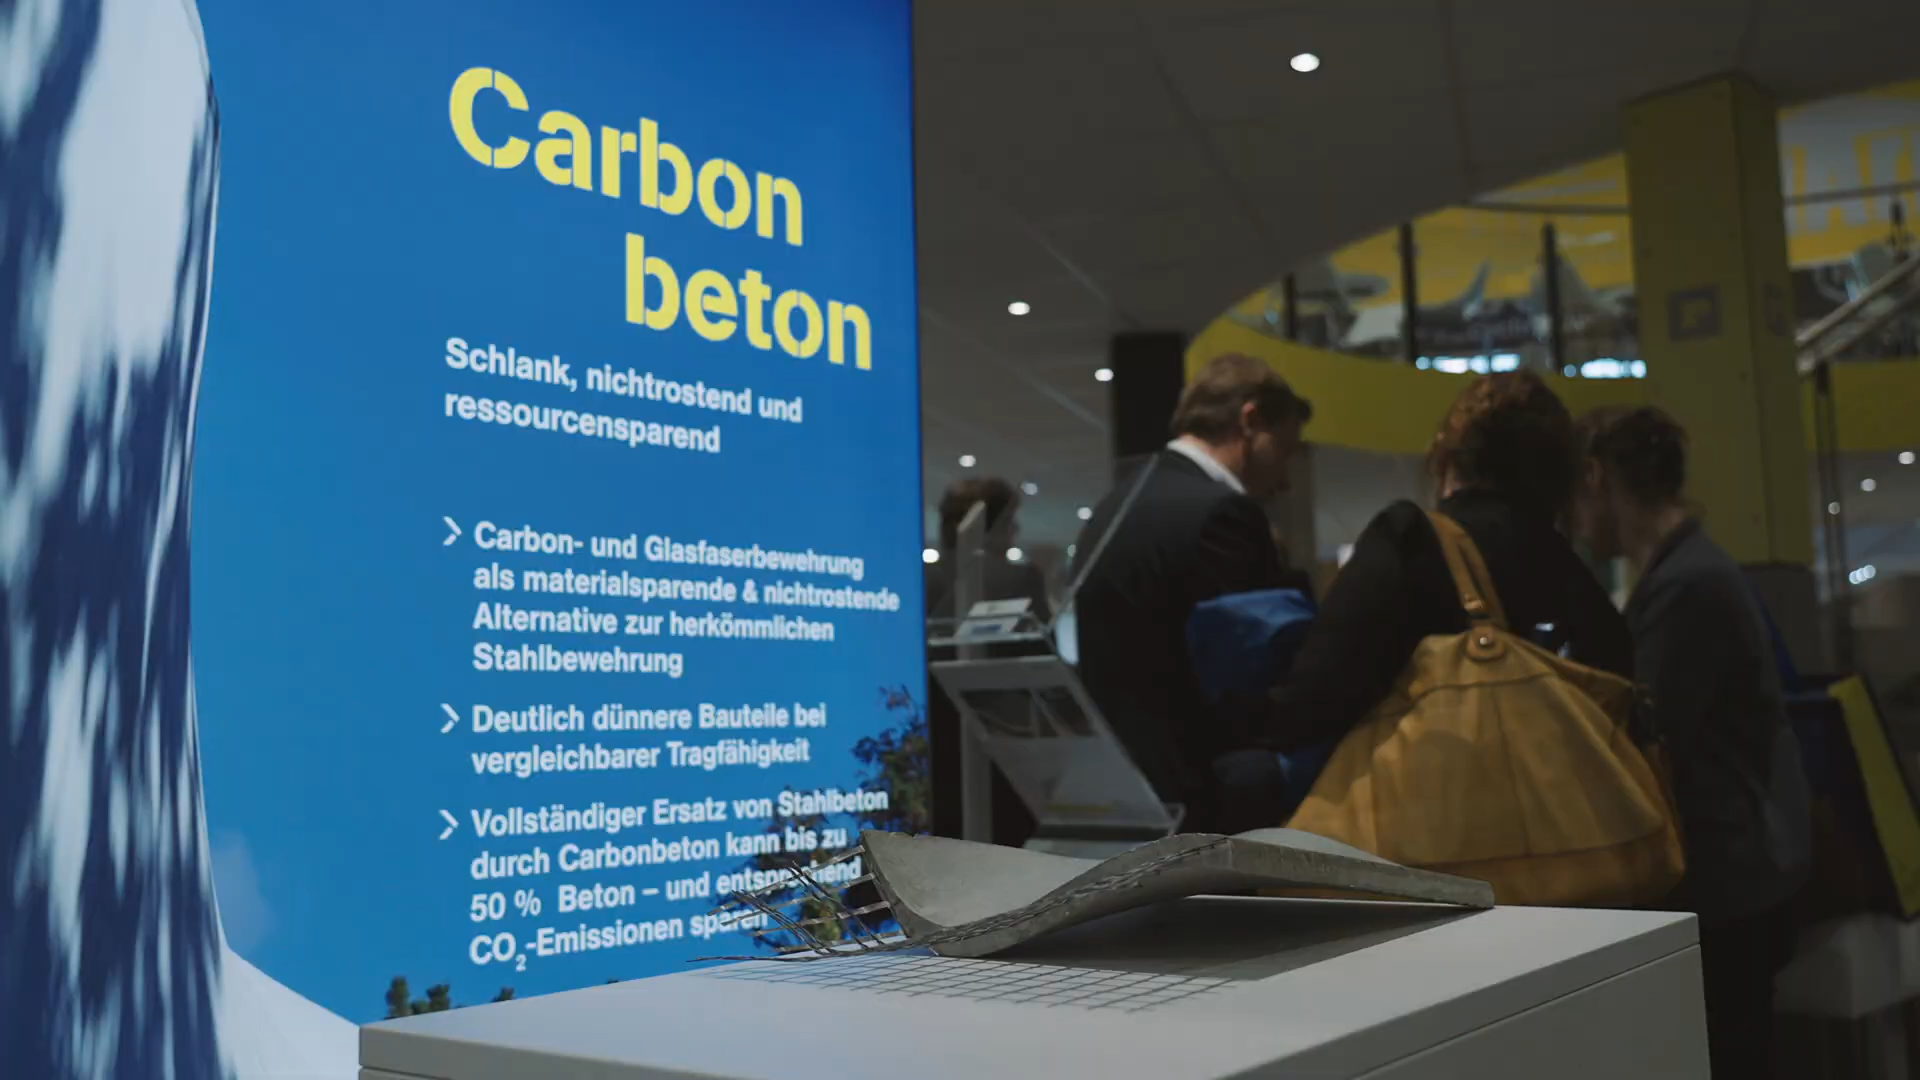 Carbon
beton
Schlank, nichtrostend und
ressourcensparend
Carbon- und Glasfaserbewehrung
als materialsparende & nichtrostende
Alternative zur herkömmlichen
Stahlbewehrung
Deutlich dünnere Bauteile bei
vergleichbarer Tragfähigkeit
Vollständiger Ersatz von Stahlbeton
durch Carbonbeton kann bis zu
50 % Beton – und entsprechend
CO₂-Emissionen sparen